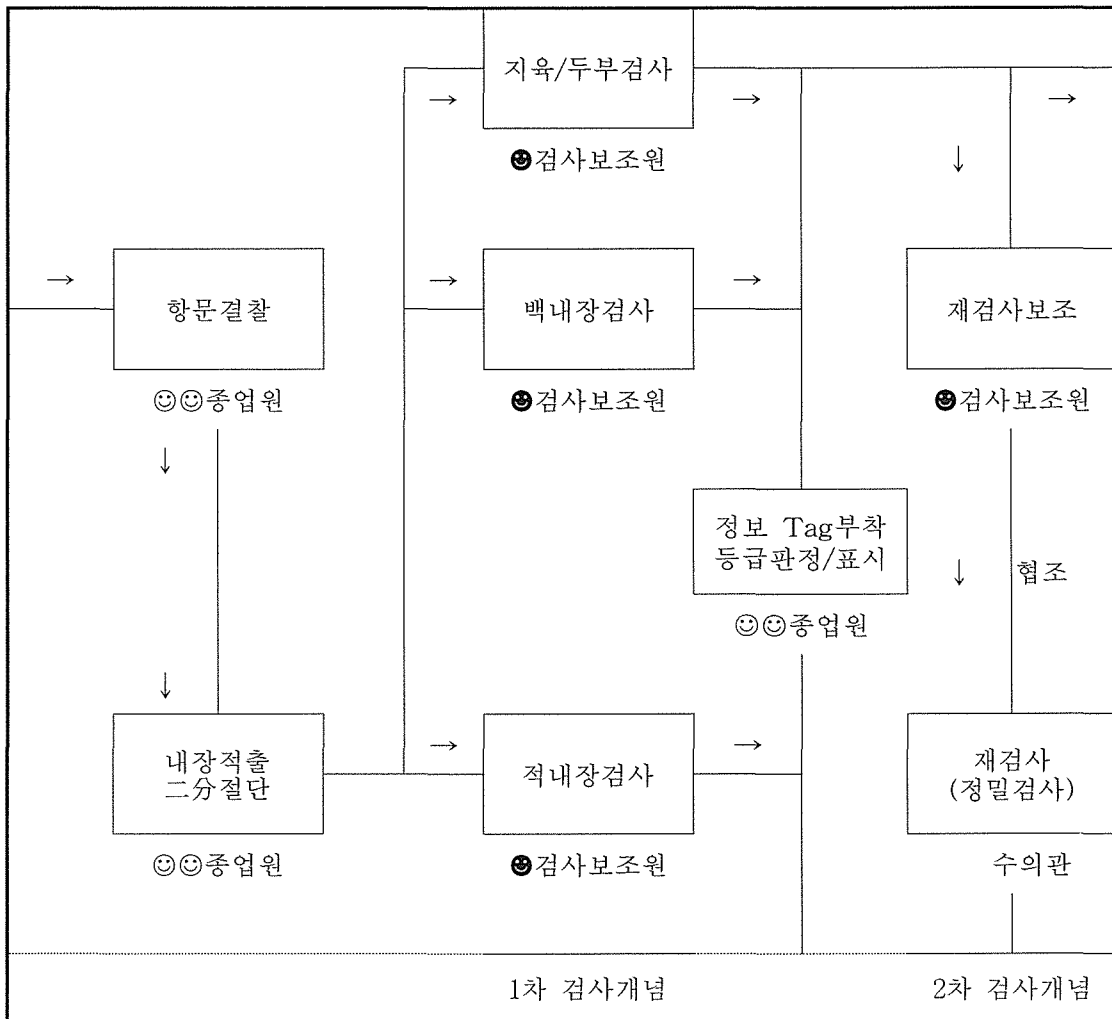 지육/두부검사
→ → →
☻검사보조원
↓
→ → →
항문결찰
백내장검사
재검사보조
☺☺종업원
☻검사보조원
☻검사보조원
↓
정보 Tag부착
등급판정/표시
↓ 협조
☺☺종업원
↓
→ →
내장적출
二分절단
적내장검사
재검사
(정밀검사)
☺☺종업원
☻검사보조원
수의관
1차 검사개념
2차 검사개념